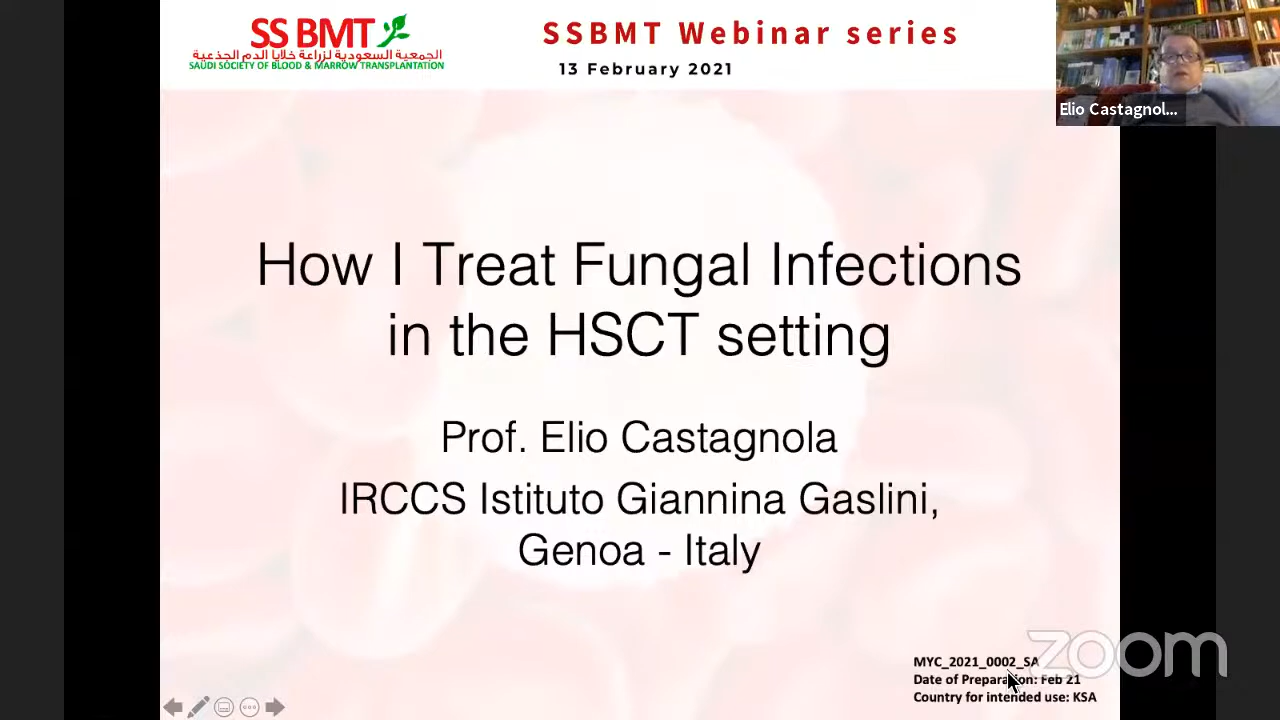 SS BMT
الجمعية السعودية لزراعة خلايا الدم الجذعية
SAUDI SOCIETY OF BLOOD & MARROW TRANSPLANTATION
SSBMT Webinar series
13 February 2021
Elio Castagnol...
How I Treat Fungal Infections
in the HSCT setting
Prof. Elio Castagnola
IRCCS Istituto Giannina Gaslini,
Genoa - Italy
MYC_2021_0002_SA
Date of Preparation: Feb 21
Country for intended use: KSA
zoom